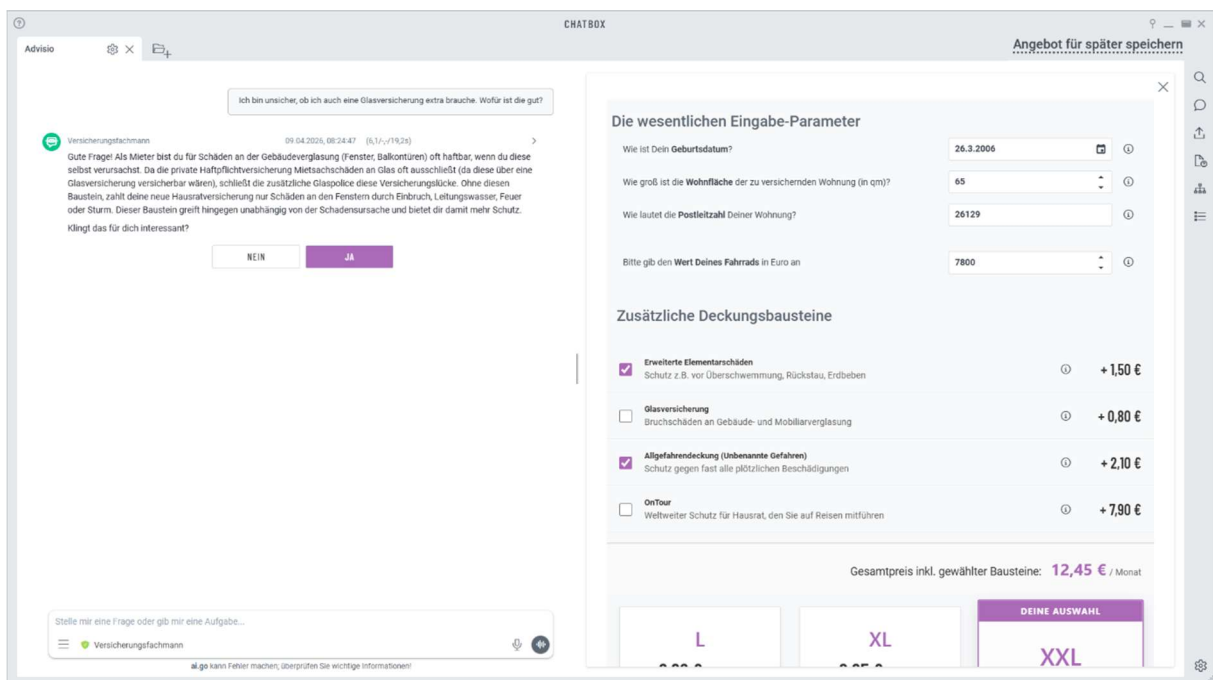 CHATBOX
Advisio
Angebot für später speichern
Ich bin unsicher, ob ich auch eine Glasversicherung extra brauche. Wofür ist die gut?
Versicherungsfachmann 09.04.2026, 08:24:47 (6,1/-,-/19,2s)
Gute Frage! Als Mieter bist du für Schäden an der Gebäudeverglasung (Fenster, Balkontüren) oft haftbar, wenn du diese
selbst verursachst. Da die private Haftpflichtversicherung Mietsachschäden an Glas oft ausschließt (da diese über eine
Glasversicherung versicherbar wären), schließt die zusätzliche Glaspolice diese Versicherungslücke. Ohne diesen
Baustein, zahlt deine neue Hausratversicherung nur Schäden an den Fenstern durch Einbruch, Leitungswasser, Feuer
oder Sturm. Dieser Baustein greift hingegen unabhängig von der Schadensursache und bietet dir damit mehr Schutz.
Klingt das für dich interessant?
NEIN JA
Stelle mir eine Frage oder gib mir eine Aufgabe...
Versicherungsfachmann
ai.go kann Fehler machen; überprüfen Sie wichtige Informationen!
Die wesentlichen Eingabe-Parameter
Wie ist Dein Geburtsdatum? 26.3.2006
Wie groß ist die Wohnfläche der zu versichernden Wohnung (in qm)? 65
Wie lautet die Postleitzahl Deiner Wohnung? 26129
Bitte gib den Wert Deines Fahrrads in Euro an 7800
Zusätzliche Deckungsbausteine
Erweiterte Elementarschäden
Schutz z.B. vor Überschwemmung, Rückstau, Erdbeben
+ 1,50 €
Glasversicherung
Bruchschäden an Gebäude- und Mobiliarverglasung
+ 0,80 €
Allgefahrendeckung (Unbenannte Gefahren)
Schutz gegen fast alle plötzlichen Beschädigungen
+ 2,10 €
OnTour
Weltweiter Schutz für Hausrat, den Sie auf Reisen mitführen
+ 7,90 €
Gesamtpreis inkl. gewählter Bausteine: 12,45 € / Monat
DEINE AUSWAHL
L XL XXL